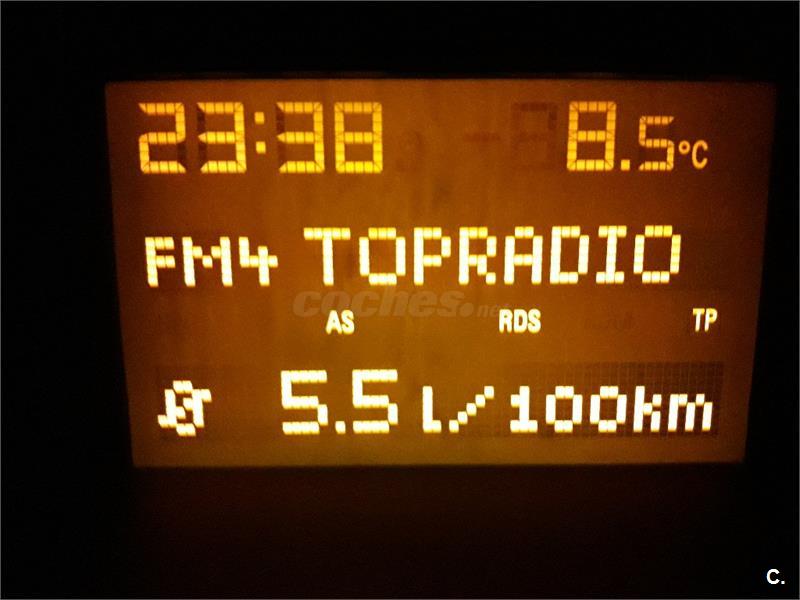 23:38 8.5°C
FM4 TOPRADIO
coches.net
AS RDS TP
Ø 5.5 l/100km
C.